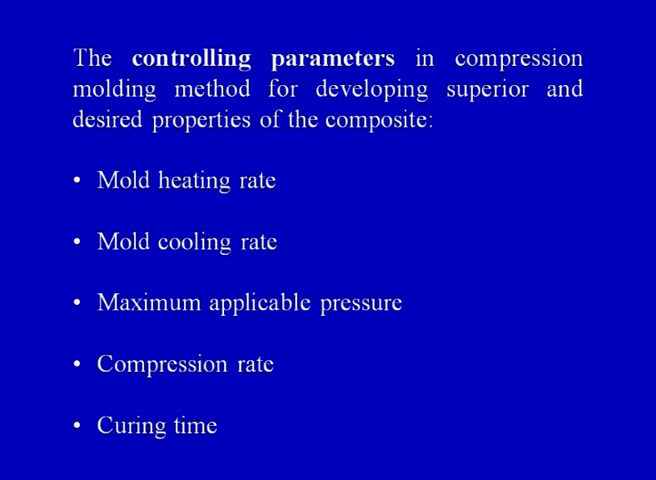 The controlling parameters in compression
molding method for developing superior and
desired properties of the composite:
• Mold heating rate
• Mold cooling rate
• Maximum applicable pressure
• Compression rate
• Curing time